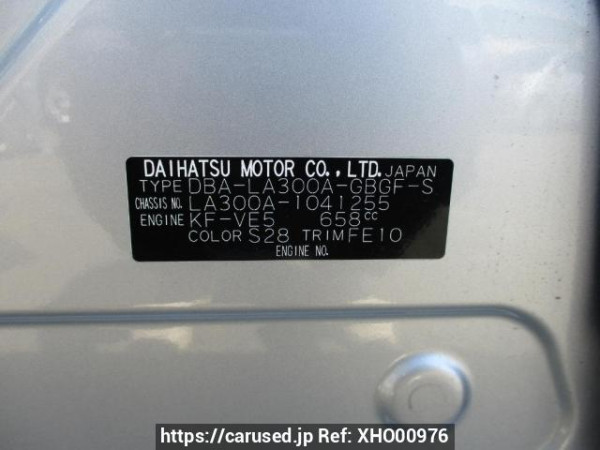 DAIHATSU MOTOR CO., LTD. JAPAN
TYPE DBA-LA300A-GBGF-S
CHASSIS NO. LA300A-1041255
ENGINE KF-VE5 658cc
COLOR S28 TRIM FE10
ENGINE NO.
https://carused.jp Ref: XHO00976